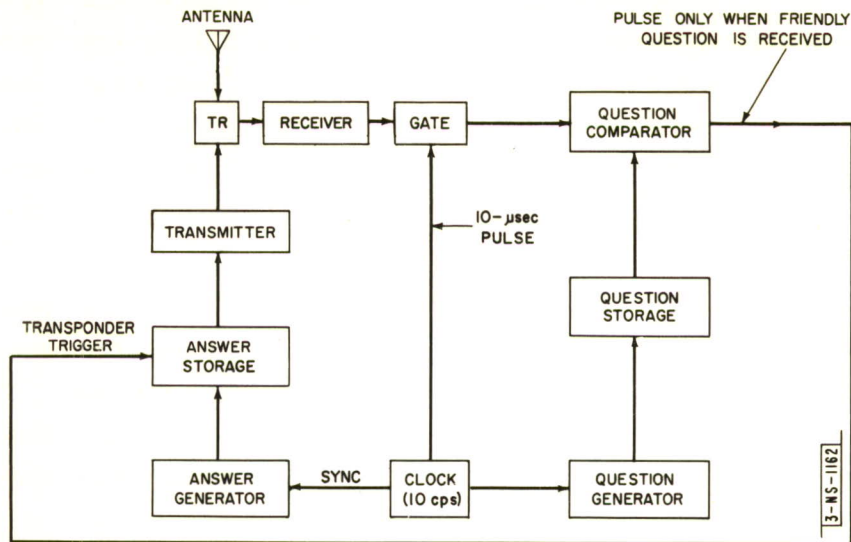 ANTENNA
PULSE ONLY WHEN FRIENDLY
QUESTION IS RECEIVED
TR
RECEIVER
GATE
QUESTION
COMPARATOR
10-μsec
PULSE
TRANSMITTER
QUESTION
STORAGE
TRANSPONDER
TRIGGER
ANSWER
STORAGE
ANSWER
GENERATOR
SYNC
CLOCK
(10 cps)
QUESTION
GENERATOR
3-NS-1162